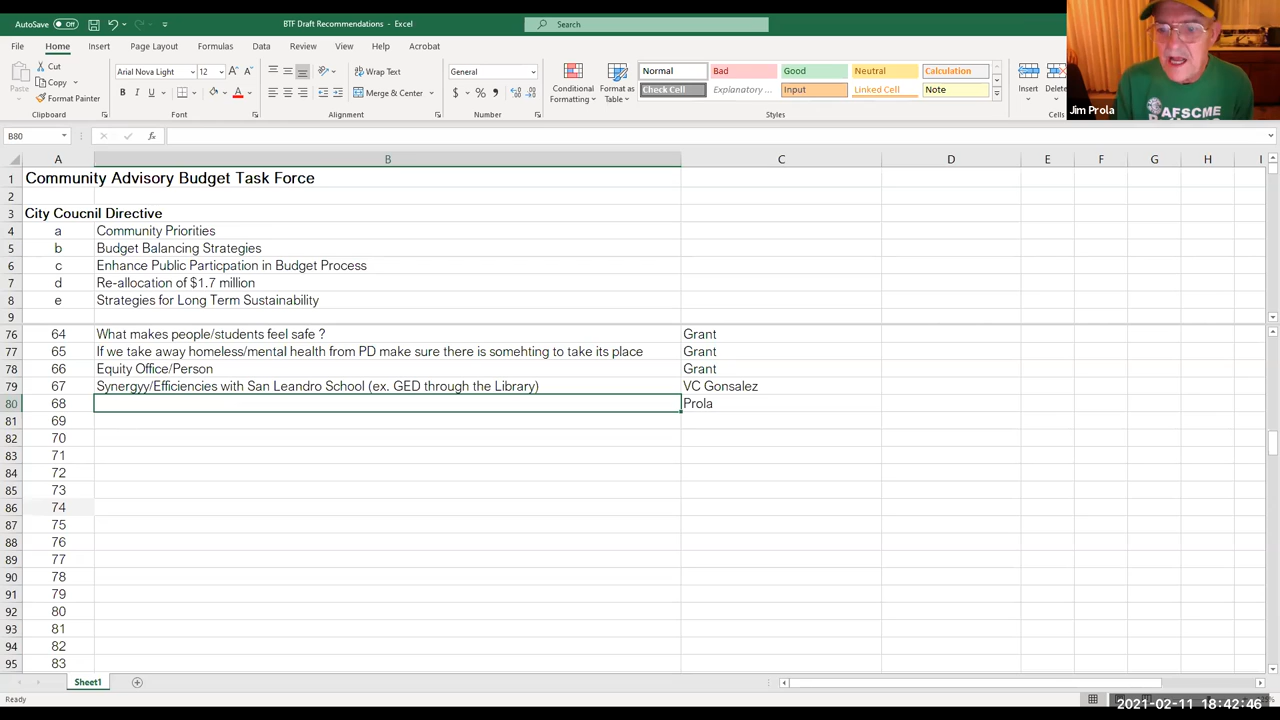 AutoSave Off BTF Draft Recommendations - Excel Search
File Home Insert Page Layout Formulas Data Review View Help Acrobat
Cut
Copy
Format Painter
Paste
Clipboard
Arial Nova Light 12
B I U
Font
Wrap Text
Merge & Center
Alignment
General
$ % ,
Number
Conditional Formatting
Format as Table
Normal Bad Good Neutral Calculation
Check Cell Explanatory ... Input Linked Cell Note
Styles
Insert Delete
Cells
AFSCME
Jim Prola
B80 fx
A B C D E F G H I
1 Community Advisory Budget Task Force
2
3 City Coucnil Directive
4 a Community Priorities
5 b Budget Balancing Strategies
6 c Enhance Public Particpation in Budget Process
7 d Re-allocation of $1.7 million
8 e Strategies for Long Term Sustainability
9
76 64 What makes people/students feel safe ? Grant
77 65 If we take away homeless/mental health from PD make sure there is somehting to take its place Grant
78 66 Equity Office/Person Grant
79 67 Synergyy/Efficiencies with San Leandro School (ex. GED through the Library) VC Gonsalez
80 68 Prola
81 69
82 70
83 71
84 72
85 73
86 74
87 75
88 76
89 77
90 78
91 79
92 80
93 81
94 82
95 83
Sheet1
Ready
2021-02-11 18:42:46